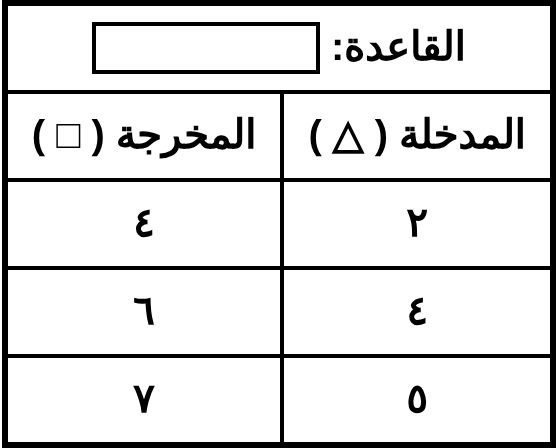 القاعدة:
المدخلة ( △ ) المخرجة ( □ )
٢ ٤
٤ ٦
٥ ٧